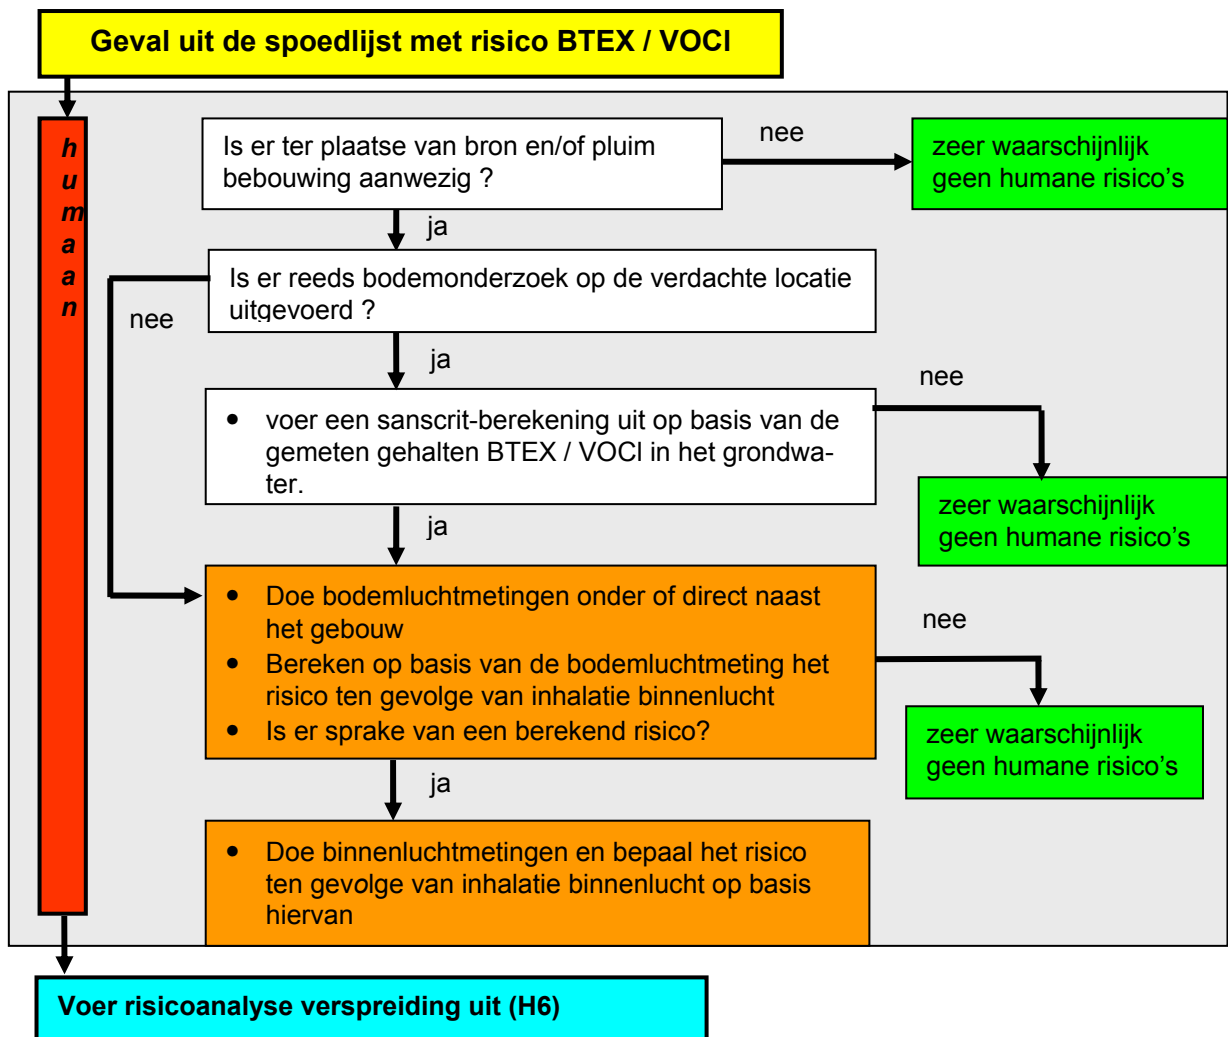 Geval uit de spoedlijst met risico BTEX / VOCl
h
u
m
a
a
n
Is er ter plaatse van bron en/of pluim
bebouwing aanwezig ?
nee
zeer waarschijnlijk
geen humane risico's
ja
Is er reeds bodemonderzoek op de verdachte locatie
uitgevoerd ?
nee
ja
nee
• voer een sanscrit-berekening uit op basis van de
gemeten gehalten BTEX / VOCl in het grondwa-
ter.
zeer waarschijnlijk
geen humane risico's
ja
• Doe bodemluchtmetingen onder of direct naast
het gebouw
• Bereken op basis van de bodemluchtmeting het
risico ten gevolge van inhalatie binnenlucht
• Is er sprake van een berekend risico?
nee
zeer waarschijnlijk
geen humane risico's
ja
• Doe binnenluchtmetingen en bepaal het risico
ten gevolge van inhalatie binnenlucht op basis
hiervan
Voer risicoanalyse verspreiding uit (H6)